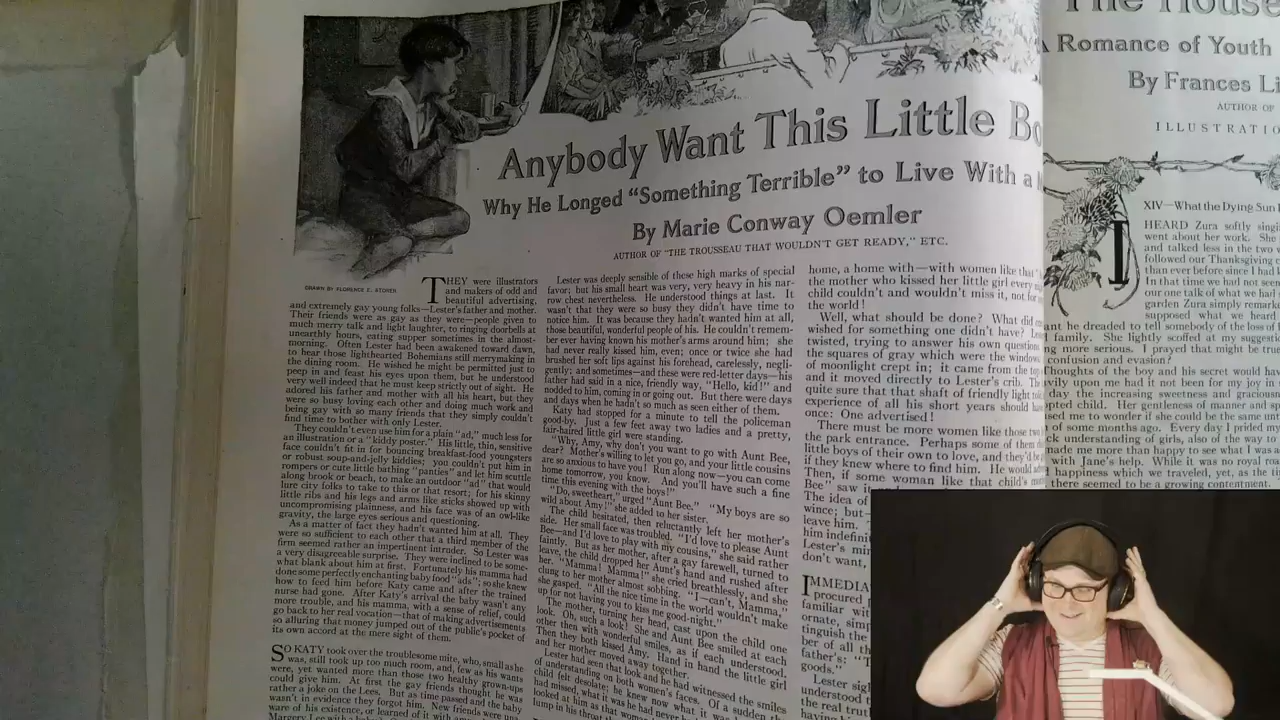 Anybody Want This Little
Why He Longed “Something Terrible” to Live With a
By Marie Conway Oemler
AUTHOR OF “THE TROUSSEAU THAT WOULDN’T GET READY,” ETC.
DRAWN BY FLORENCE E. STORER
THEY were illustrators
and makers of odd and
beautiful advertising,
and extremely gay young folks—Lester’s father and mother.
Their friends were as gay as they were—people given to
much merry talk and light laughter, to ringing doorbells at
unearthly hours, eating supper sometimes in the almost-
morning. Often Lester had been awakened toward dawn,
to hear those lighthearted Bohemians still merrymaking in
the dining room. He wished he might be permitted just to
peep in and feast his eyes upon them, but he understood
very well indeed that he must keep strictly out of sight. He
adored his father and mother with all his heart, but they
were so busy loving each other and doing much work and
being gay with so many friends that they simply couldn’t
find time to bother with only Lester.
They couldn’t even use him for a plain “ad,” much less for
an illustration or a “kiddy poster.” His little, thin, sensitive
face couldn’t fit in for bouncing breakfast-food youngsters
or robust soup-and-jelly kiddies; you couldn’t put him in
rompers or cute little bathing “panties” and let him scuttle
along brook or beach, to make an outdoor “ad” that would
lure city folks to take to this or that resort; for his skinny
little ribs and his legs and arms like sticks showed up with
uncompromising plainness, and his face was of an owl-like
gravity, the large eyes serious and questioning.
As a matter of fact they hadn’t wanted him at all. They
were so sufficient to each other that a third member of the
firm seemed rather an impertinent intruder. So Lester was
a very disagreeable surprise. They were inclined to be some-
what blank about him at first. Fortunately his mamma had
done some perfectly enchanting baby food “ads”; so she knew
how to feed him before Katy came and after the trained
nurse had gone. After Katy’s arrival the baby wasn’t any
more trouble, and his mamma, with a sense of relief, could
go back to her real vocation—that of making advertisements
so alluring that money jumped out of the public’s pocket of
its own accord at the mere sight of them.
SO KATY took over the troublesome mite, who, small as he
was, still took up too much room, and, few as his wants
were, yet wanted more than those two healthy grown-ups
could give him. At first the gay friends thought he was
rather a joke on the Lees. But as time passed and the baby
wasn’t in evidence they forgot him. New friends were
ware of his existence, or learned of it with
Lester was deeply sensible of these high marks of special
favor; but his small heart was very, very heavy in his nar-
row chest nevertheless. He understood things at last. It
wasn’t that they were so busy they didn’t have time to
notice him. It was because they hadn’t wanted him at all,
those beautiful, wonderful people of his. He couldn’t remem-
ber ever having known his mother’s arms around him; she
had never really kissed him, even; once or twice she had
brushed her soft lips against his forehead, carelessly, negli-
gently; and sometimes—and these were red-letter days—his
father had said in a nice, friendly way, “Hello, kid!” and
nodded to him, coming in or going out. But there were days
and days when he hadn’t so much as seen either of them.
Katy had stopped for a minute to tell the policeman
good-by. Just a few feet away two ladies and a pretty,
fair-haired little girl were standing.
“Why, Amy, why don’t you want to go with Aunt Bee,
dear? Mother’s willing to let you go, and your little cousins
are so anxious to have you! Run along now—you can come
home tomorrow, you know. And you’ll have such a fine
time this evening with the boys!”
“Do, sweetheart,” urged “Aunt Bee.” “My boys are so
wild about Amy!” she added to her sister.
The child hesitated, then reluctantly left her mother’s
side. Her small face was troubled. “I’d love to please Aunt
Bee—and I’d love to play with my cousins,” she said rather
faintly. But as her mother, after a gay farewell, turned to
leave, the child dropped her Aunt’s hand and rushed after
her. “Mamma! Mamma!” she cried breathlessly, and she
clung to her mother almost sobbing. “I—can’t, Mamma,”
she gasped. “All the nice time in the world wouldn’t make
up for not having you to kiss me good-night.”
The mother, turning her head, cast upon the child one
look. Oh, such a look! She and Aunt Bee smiled at each
other then with wonderful smiles, as if each understood.
Then they both kissed Amy. Hand in hand the little girl
and her mother moved away together.
Lester had seen that look and he had witnessed the smiles
of understanding on both women’s faces. Of a sudden the
child felt desolate; he knew now what it was
had missed, what it was he had never
looked at him as that woman
lump in his throat
home, a home with—with women like that
the mother who kissed her little girl every
child couldn’t and wouldn’t miss it, not for
the world!
Well, what should be done? What did
wished for something one didn’t have?
twisted, trying to answer his own question
the squares of gray which were the windows
of moonlight crept in; it came from the top
and it moved directly to Lester’s crib.
quite sure that that shaft of friendly light
experience of all his short years should have
once: One advertised!
There must be more women like those two
the park entrance. Perhaps some of them
little boys of their own to love, and they’d
if they knew where to find him. He would
Then, if some woman like that child’s
Bee” saw it
The idea of
wince; but
leave him.
him indefini
Lester’s min
don’t want,
IMMEDIA
procured
familiar wit
ornate, simp
tinguish the
ber of all th
father’s: “T
goods.”
Lester sig
understood t
the real trut
having
The House
A Romance of Youth
By Frances Li
AUTHOR OF
ILLUSTRATIO
XIV—What the Dying Sun
I HEARD Zura softly singi
went about her work. She
and talked less in the two w
followed our Thanksgiving
than ever before since I had
In that time we had not seen
our one talk of what we had
garden Zura simply remark
supposed what we heard
ant he dreaded to tell somebody of the loss of
family. She lightly scoffed at my suggestio
ng more serious. I prayed that might be true
confusion and evasion?
Thoughts of the boy and his secret would have
vily upon me had it not been for my joy in
day the increasing sweetness and graciousn
pted child. Her gentleness of manner and s
sed me to wonder if she could be the same
of some months ago. Every day I prided my
ck understanding of girls, also of the way to
made me more than happy to see what I was a
with Jane’s help. While it was no royal road
happiness which we traveled, yet, as the ti
there seemed to be a growing contentment.